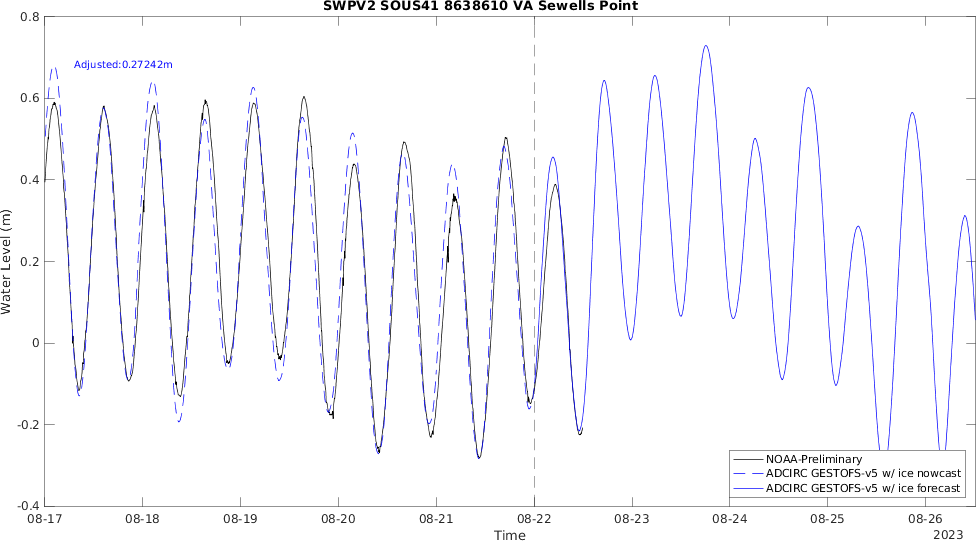 SWPV2 SOUS41 8638610 VA Sewells Point
0.8
Adjusted:0.27242m
0.6
0.4
0.2
0
-0.2
-0.4
Water Level (m)
NOAA-Preliminary
ADCIRC GESTOFS-v5 w/ ice nowcast
ADCIRC GESTOFS-v5 w/ ice forecast
08-17 08-18 08-19 08-20 08-21 08-22 08-23 08-24 08-25 08-26
Time
2023